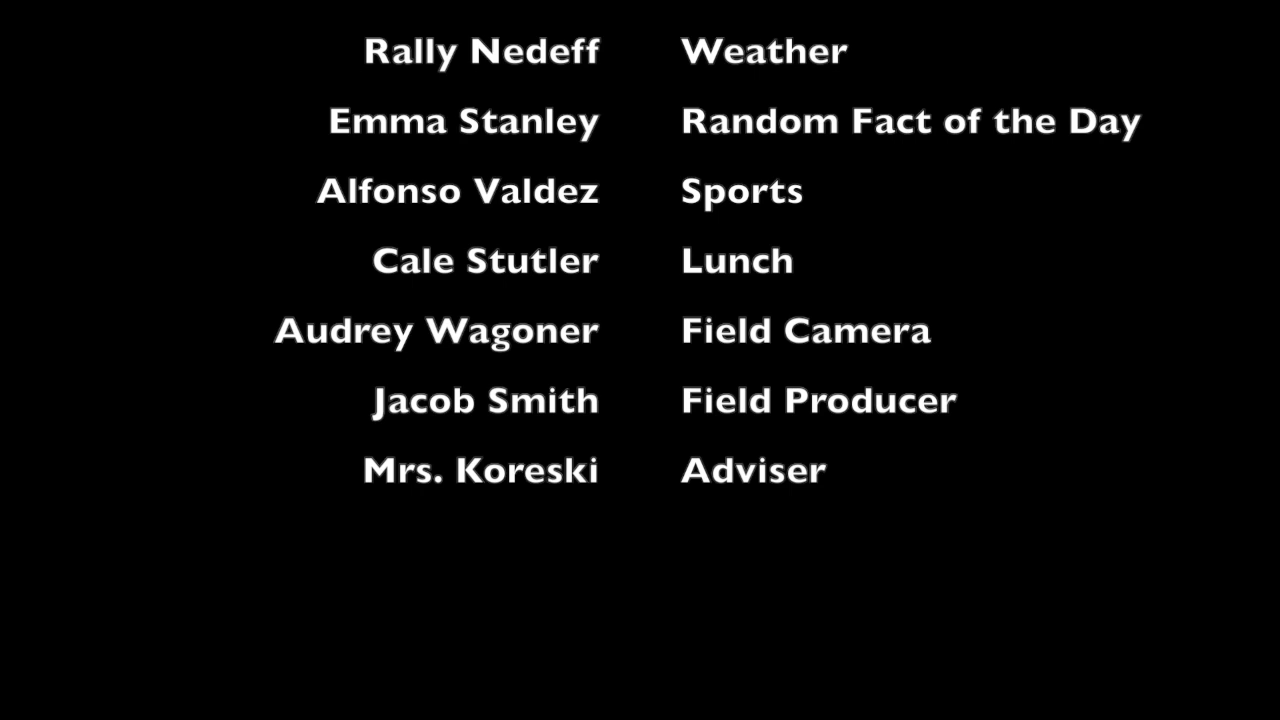 Rally Nedeff Weather
Emma Stanley Random Fact of the Day
Alfonso Valdez Sports
Cale Stutler Lunch
Audrey Wagoner Field Camera
Jacob Smith Field Producer
Mrs. Koreski Adviser